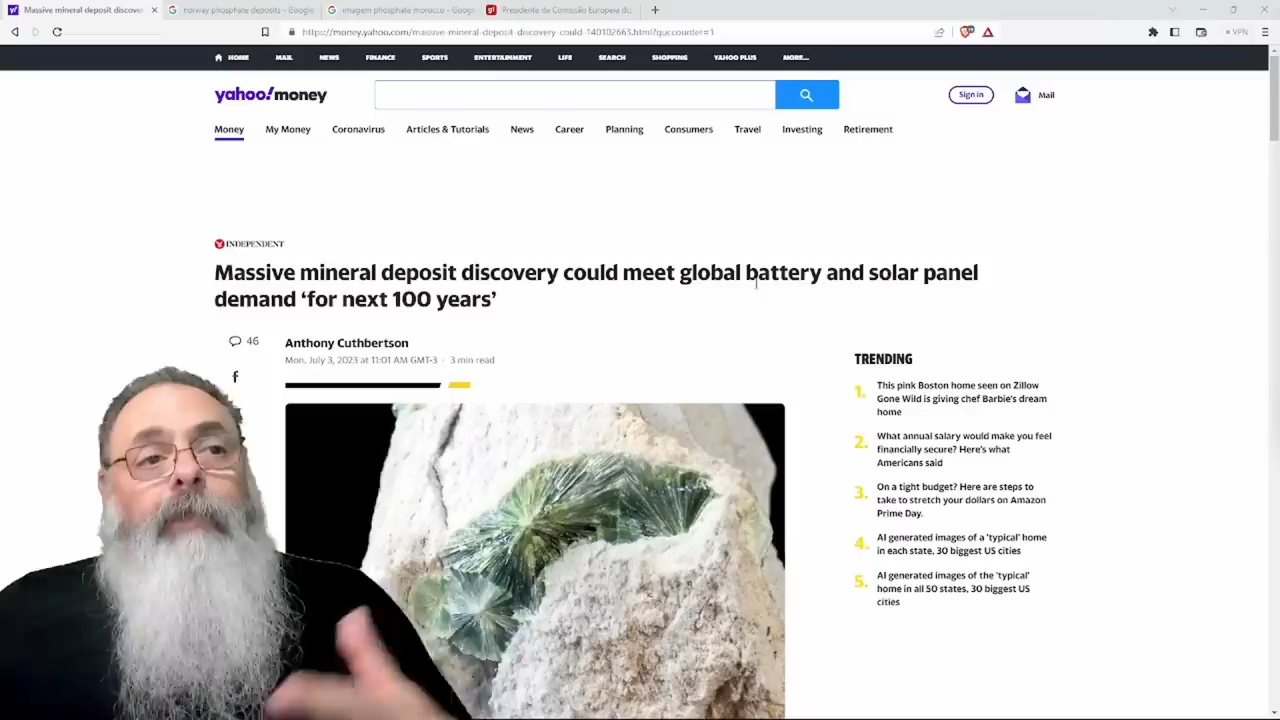 Massive mineral deposit discover
norway phosphate deposits - Google
imagem phosphate morocco - Googl
Presidente da Comissão Europeia du
https://money.yahoo.com/massive-mineral-deposit-discovery-could-140102663.html?guccounter=1
VPN
HOME MAIL NEWS FINANCE SPORTS ENTERTAINMENT LIFE SEARCH SHOPPING YAHOO PLUS MORE...
yahoo!money
Sign in
Mail
Money My Money Coronavirus Articles & Tutorials News Career Planning Consumers Travel Investing Retirement
INDEPENDENT
Massive mineral deposit discovery could meet global battery and solar panel
demand ‘for next 100 years’
46
Anthony Cuthbertson
Mon, July 3, 2023 at 11:01 AM GMT-3 · 3 min read
TRENDING
1. This pink Boston home seen on Zillow
Gone Wild is giving chef Barbie's dream
home
2. What annual salary would make you feel
financially secure? Here's what
Americans said
3. On a tight budget? Here are steps to
take to stretch your dollars on Amazon
Prime Day.
4. AI generated images of a 'typical' home
in each state, 30 biggest US cities
5. AI generated images of the 'typical'
home in all 50 states, 30 biggest US
cities